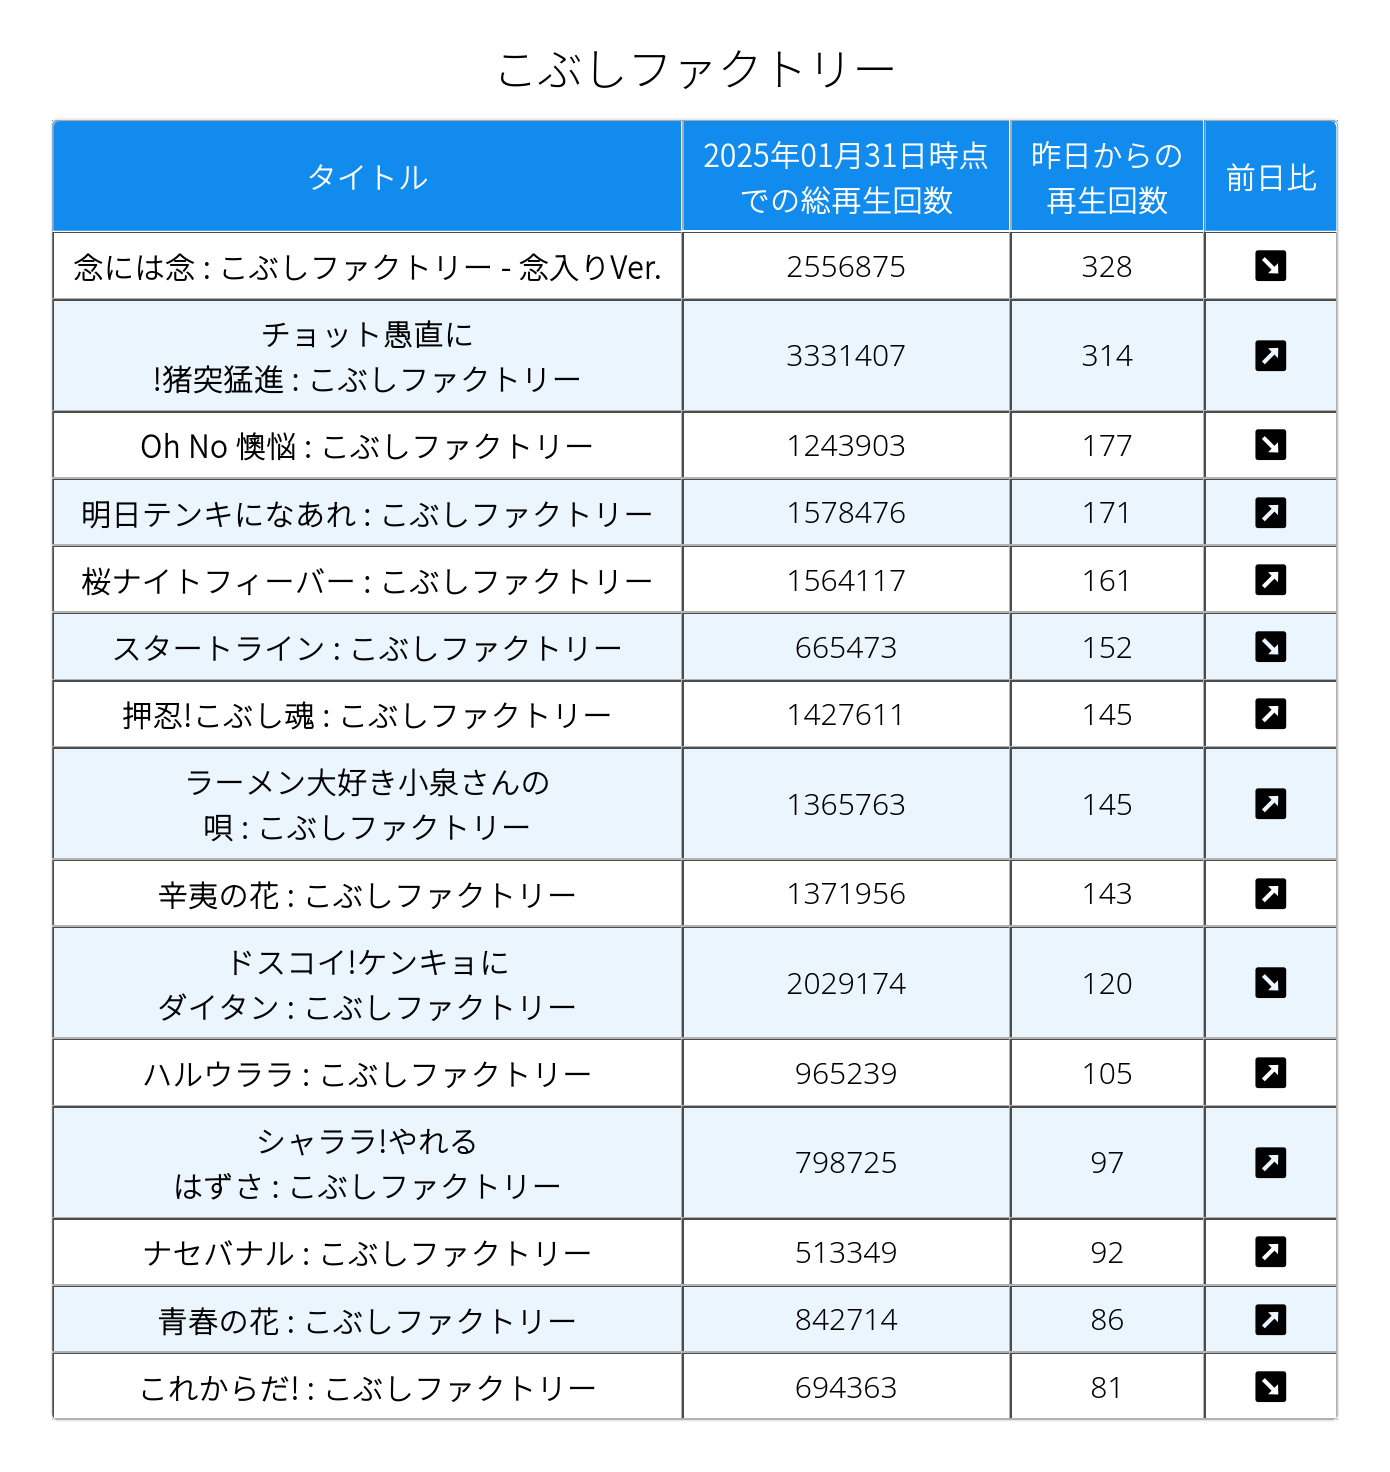 こぶしファクトリー
タイトル
2025年01月31日時点
での総再生回数
昨日からの
再生回数
前日比
念には念 : こぶしファクトリー - 念入りVer.
2556875
328
チョット愚直に
!猪突猛進 : こぶしファクトリー
3331407
314
Oh No 懊悩 : こぶしファクトリー
1243903
177
明日テンキになあれ : こぶしファクトリー
1578476
171
桜ナイトフィーバー : こぶしファクトリー
1564117
161
スタートライン : こぶしファクトリー
665473
152
押忍!こぶし魂 : こぶしファクトリー
1427611
145
ラーメン大好き小泉さんの
唄 : こぶしファクトリー
1365763
145
辛夷の花 : こぶしファクトリー
1371956
143
ドスコイ!ケンキョに
ダイタン : こぶしファクトリー
2029174
120
ハルウララ : こぶしファクトリー
965239
105
シャララ!やれる
はずさ : こぶしファクトリー
798725
97
ナセバナル : こぶしファクトリー
513349
92
青春の花 : こぶしファクトリー
842714
86
これからだ! : こぶしファクトリー
694363
81